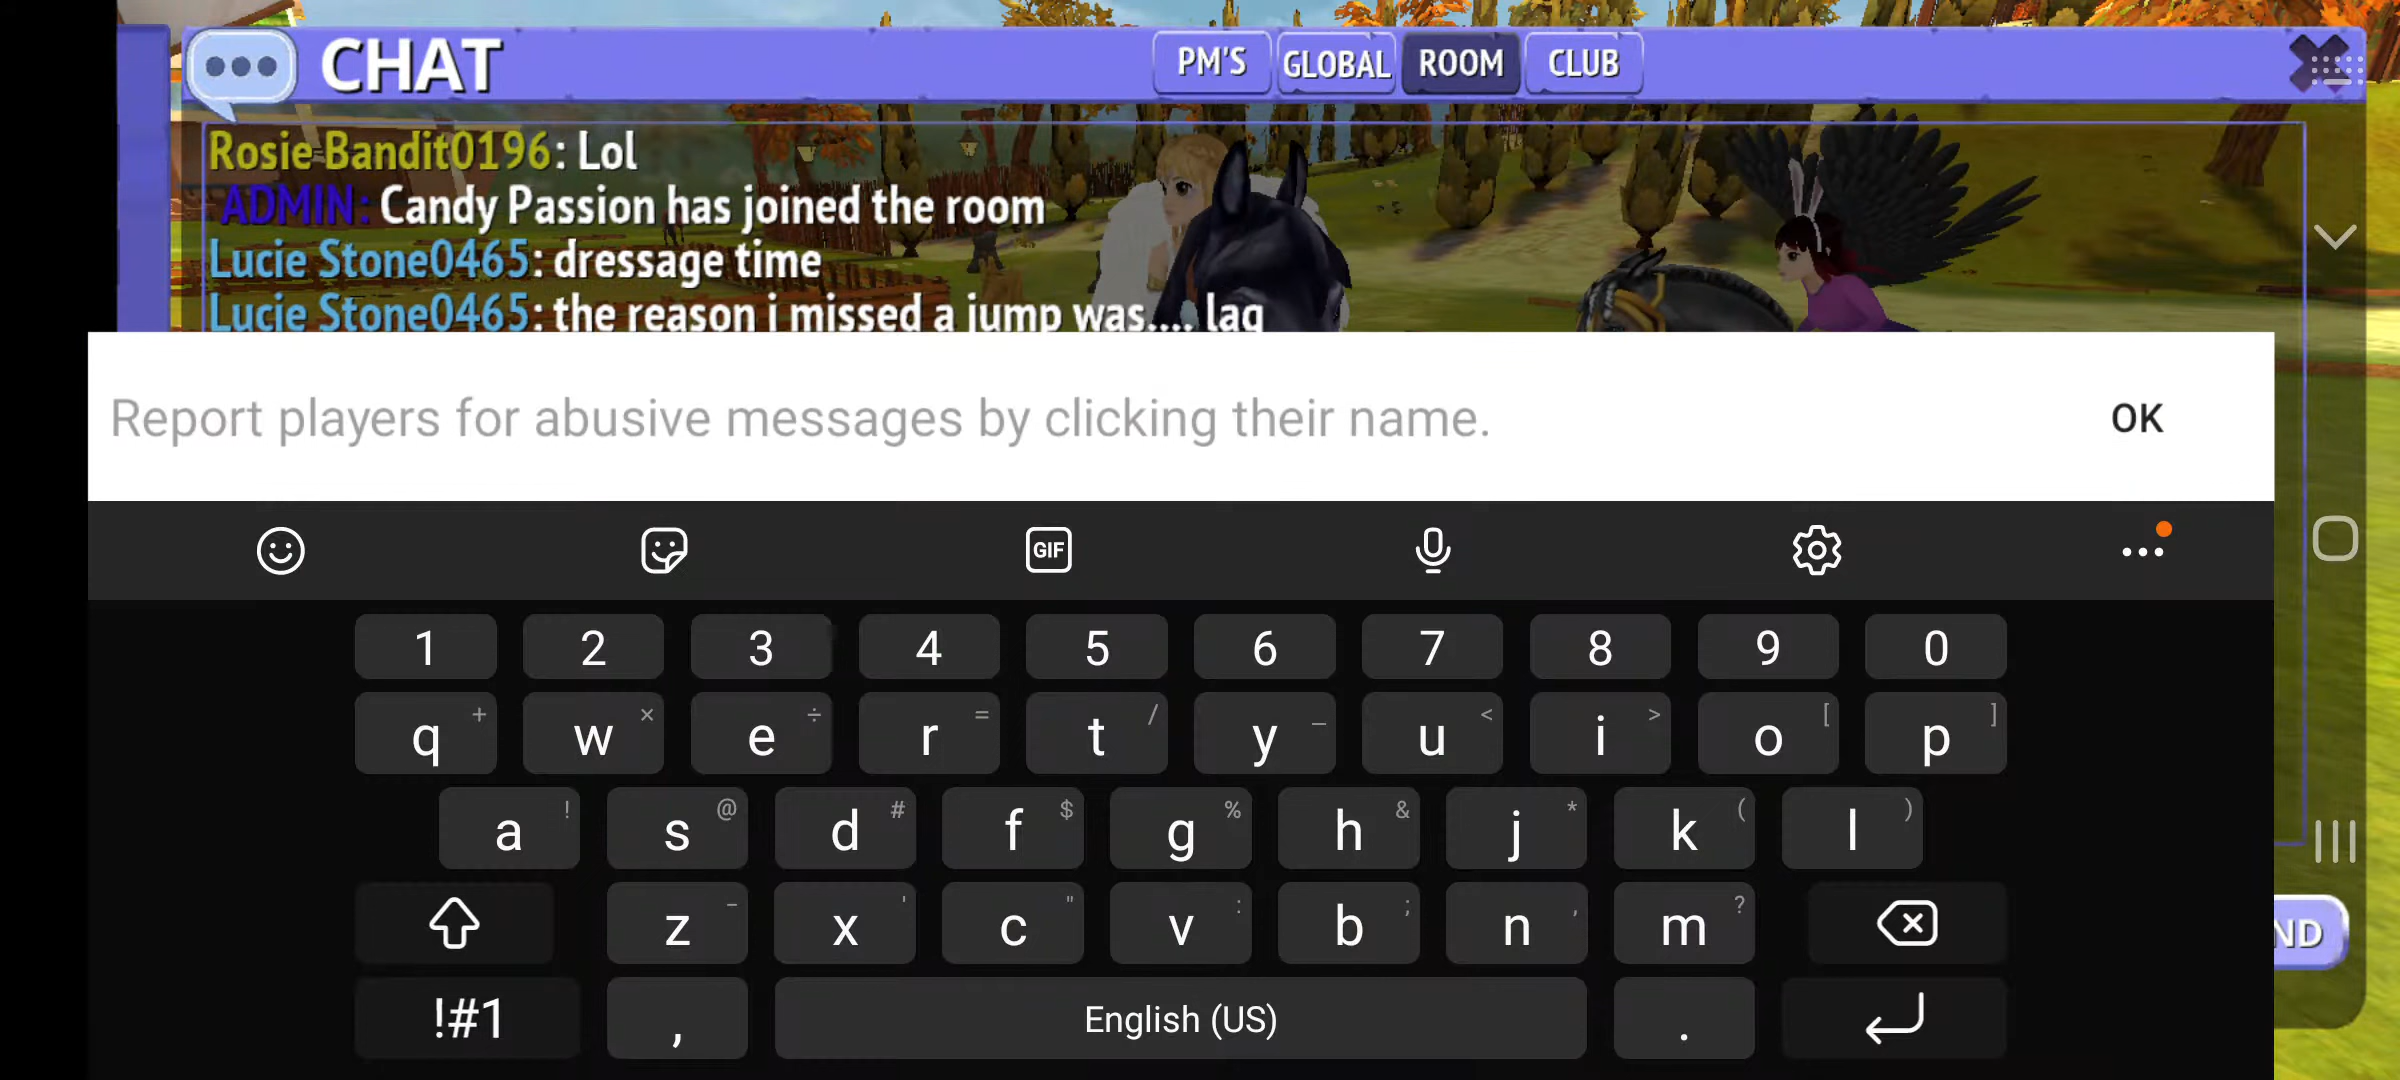 CHAT
PM'S GLOBAL ROOM CLUB
Rosie Bandit0196: Lol
ADMIN: Candy Passion has joined the room
Lucie Stone0465: dressage time
Lucie Stone0465: the reason i missed a jump was.... lag
Report players for abusive messages by clicking their name. OK
GIF
1 2 3 4 5 6 7 8 9 0
q + w × e ÷ r = t / y _ u < i > o [ p ]
a ! s @ d # f $ g % h & j * k ( l )
z - x ' c " v : b ; n , m ?
ND
!#1 , English (US) .